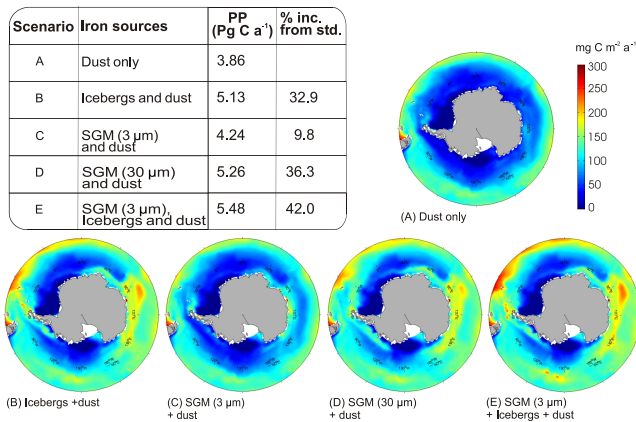 Scenario Iron sources PP (Pg C a⁻¹) % inc. from std.
A Dust only 3.86
B Icebergs and dust 5.13 32.9
C SGM (3 µm) and dust 4.24 9.8
D SGM (30 µm) and dust 5.26 36.3
E SGM (3 µm), Icebergs and dust 5.48 42.0
mg C m⁻² a⁻¹
300
250
200
150
100
50
0
(A) Dust only
(B) Icebergs +dust
(C) SGM (3 µm)
+ dust
(D) SGM (30 µm)
+ dust
(E) SGM (3 µm)
+ Icebergs + dust